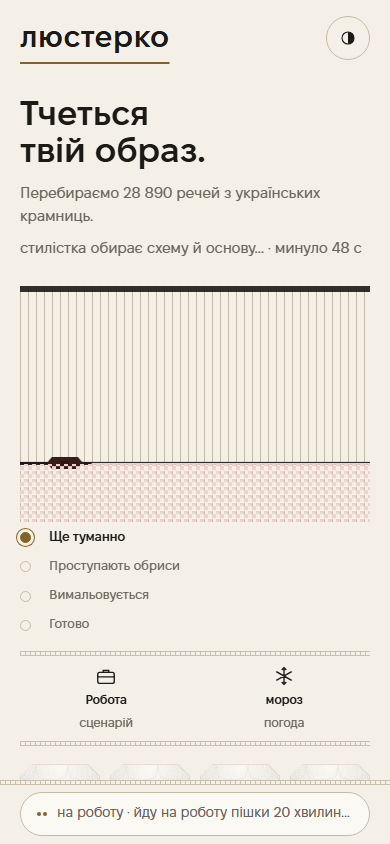 люстерко
Тчеться
твій образ.
Перебираємо 28 890 речей з українських
крамниць.
стилістка обирає схему й основу... · минуло 48 с
Ще туманно
Проступають обриси
Вимальовується
Готово
Робота
мороз
сценарій
погода
на роботу · йду на роботу пішки 20 хвилин...